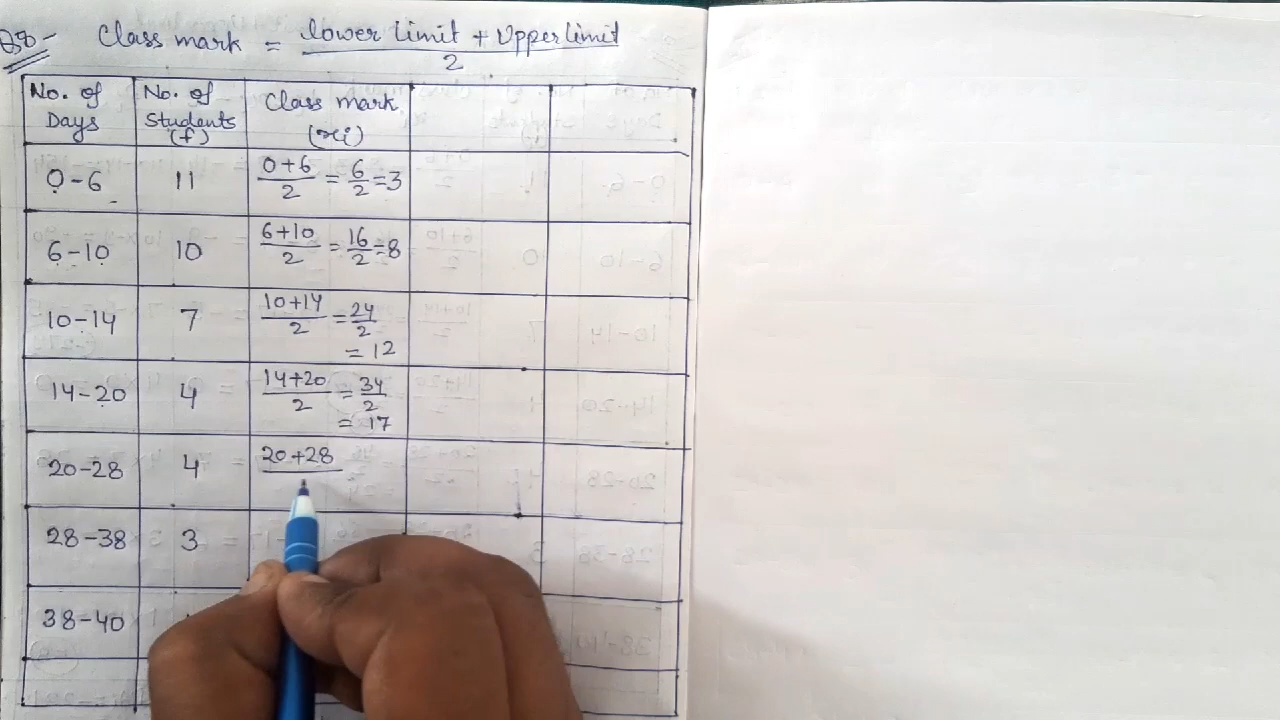 Q8- Class mark = lower limit + Upper limit / 2
No. of Days | No. of Students (f) | Class mark (xi)
0-6 | 11 | 0+6/2 = 6/2 = 3
6-10 | 10 | 6+10/2 = 16/2 = 8
10-14 | 7 | 10+14/2 = 24/2 = 12
14-20 | 4 | 14+20/2 = 34/2 = 17
20-28 | 4 | 20+28
28-38 | 3
38-40